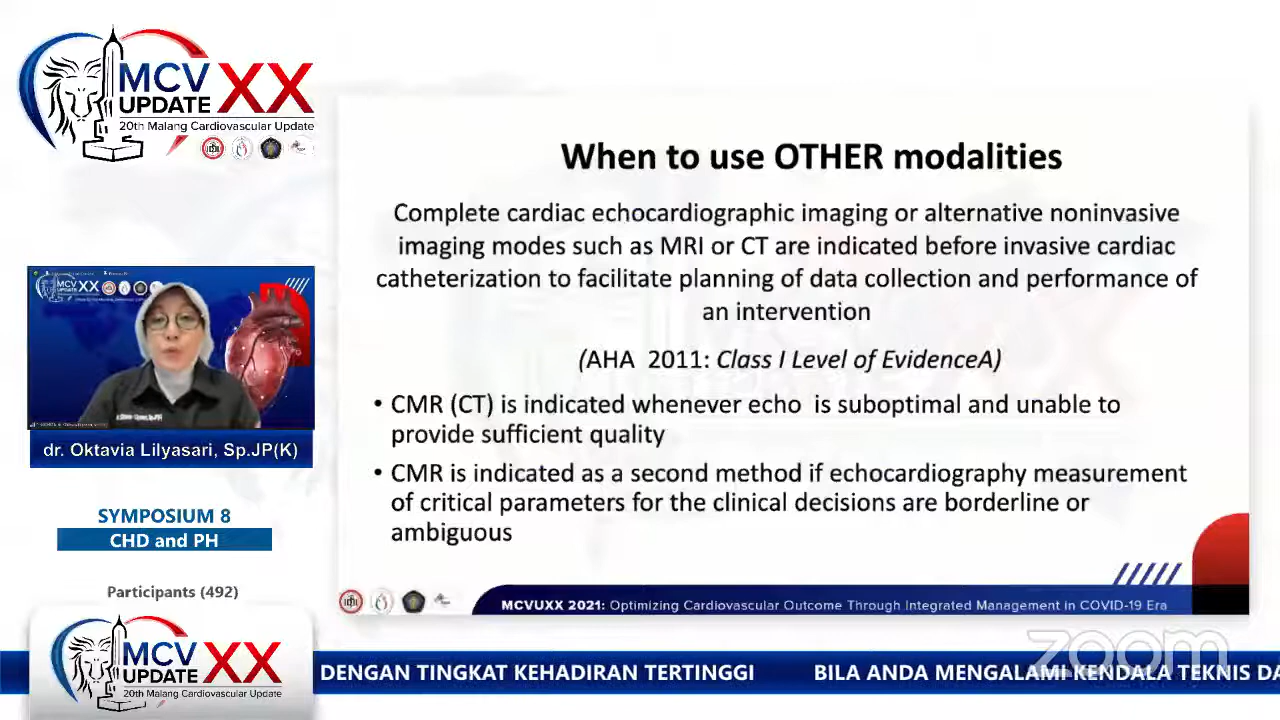 MCV
UPDATE
XX
20th Malang Cardiovascular Update
MCV XX
dr. Oktavia Lilyasari, Sp.JP(K)
SYMPOSIUM 8
CHD and PH
Participants (492)
MCV
UPDATE
XX
20th Malang Cardiovascular Update
When to use OTHER modalities
Complete cardiac echocardiographic imaging or alternative noninvasive
imaging modes such as MRI or CT are indicated before invasive cardiac
catheterization to facilitate planning of data collection and performance of
an intervention
(AHA 2011: Class I Level of EvidenceA)
• CMR (CT) is indicated whenever echo is suboptimal and unable to
provide sufficient quality
• CMR is indicated as a second method if echocardiography measurement
of critical parameters for the clinical decisions are borderline or
ambiguous
MCVUXX 2021: Optimizing Cardiovascular Outcome Through Integrated Management in COVID-19 Era
zoom
DENGAN TINGKAT KEHADIRAN TERTINGGI BILA ANDA MENGALAMI KENDALA TEKNIS DA